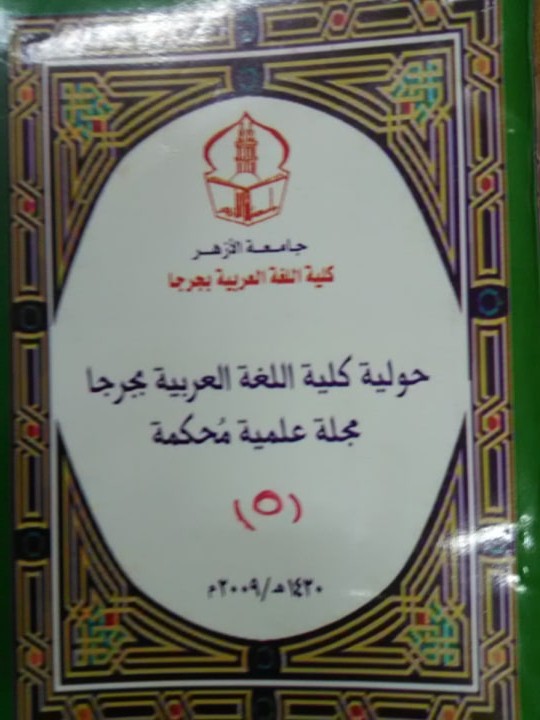 جامعة الأزهر
كلية اللغة العربية بجرجا
حولية كلية اللغة العربية بجرجا
مجلة علمية مُحكمة
(٥)
١٤٣٠هـ/٢٠٠٩م